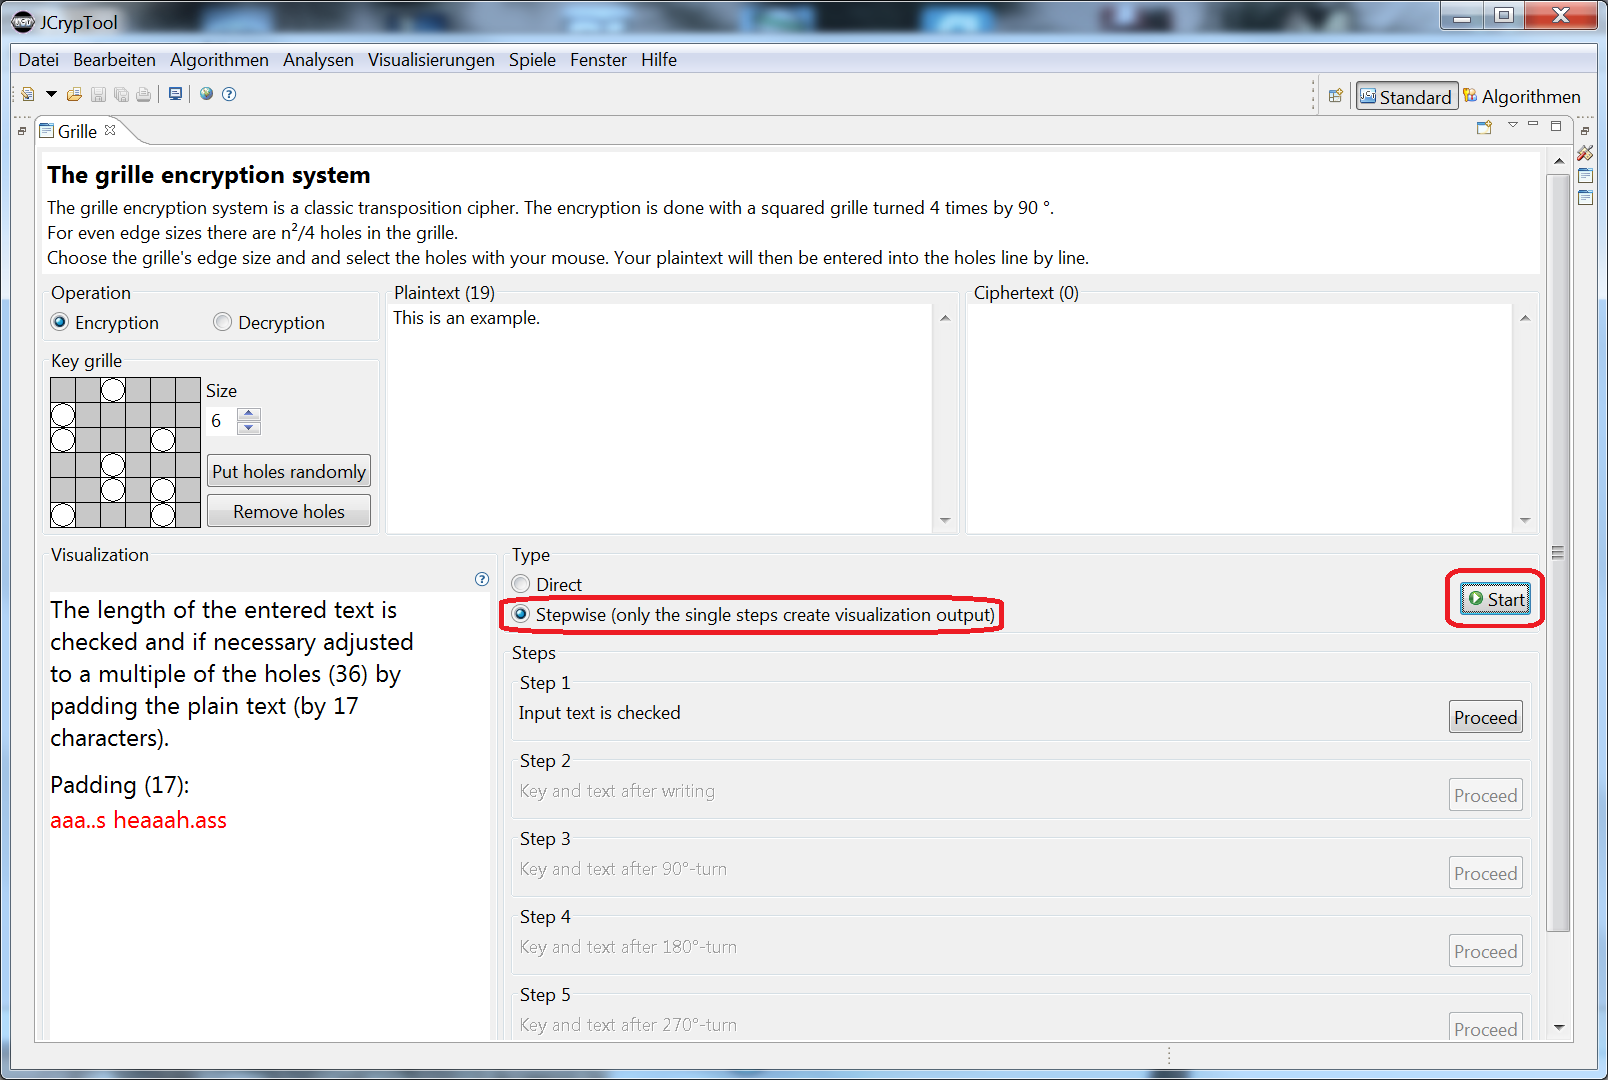 JCrypTool
Datei Bearbeiten Algorithmen Analysen Visualisierungen Spiele Fenster Hilfe
Standard Algorithmen
Grille
The grille encryption system
The grille encryption system is a classic transposition cipher. The encryption is done with a squared grille turned 4 times by 90 °.
For even edge sizes there are n²/4 holes in the grille.
Choose the grille's edge size and and select the holes with your mouse. Your plaintext will then be entered into the holes line by line.
Operation
Encryption Decryption
Key grille
Size
6
Put holes randomly
Remove holes
Plaintext (19)
This is an example.
Ciphertext (0)
Visualization
The length of the entered text is
checked and if necessary adjusted
to a multiple of the holes (36) by
padding the plain text (by 17
characters).
Padding (17):
aaa..s heaaah.ass
Type
Direct
Stepwise (only the single steps create visualization output)
Start
Steps
Step 1
Input text is checked
Proceed
Step 2
Key and text after writing
Proceed
Step 3
Key and text after 90°-turn
Proceed
Step 4
Key and text after 180°-turn
Proceed
Step 5
Key and text after 270°-turn
Proceed